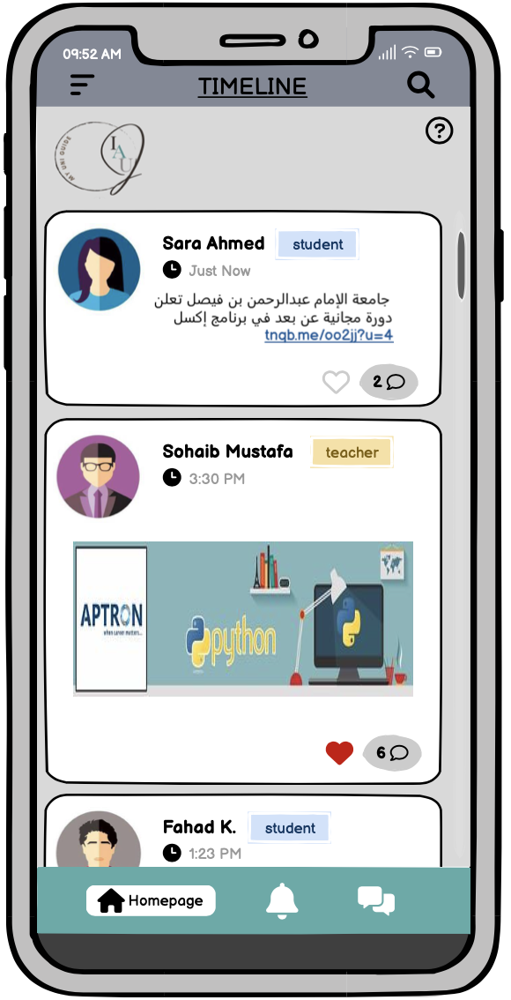 09:52 AM
TIMELINE
MY UNI GUIDE
IAU
Sara Ahmed
student
Just Now
جامعة الإمام عبدالرحمن بن فيصل تعلن
دورة مجانية عن بعد في برنامج إكسل
tnqb.me/oo2jj?u=4
2
Sohaib Mustafa
teacher
3:30 PM
APTRON
when career matters...
python
6
Fahad K.
student
1:23 PM
Homepage